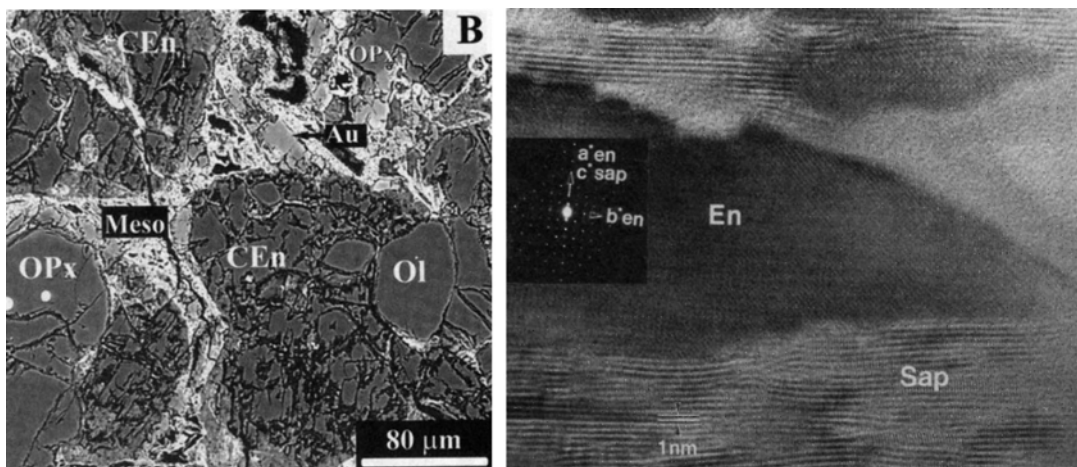 CEn
B
OPx
Au
Meso
OPx
CEn
Ol
80 µm
a*en
c*sap
b*en
En
Sap
1nm